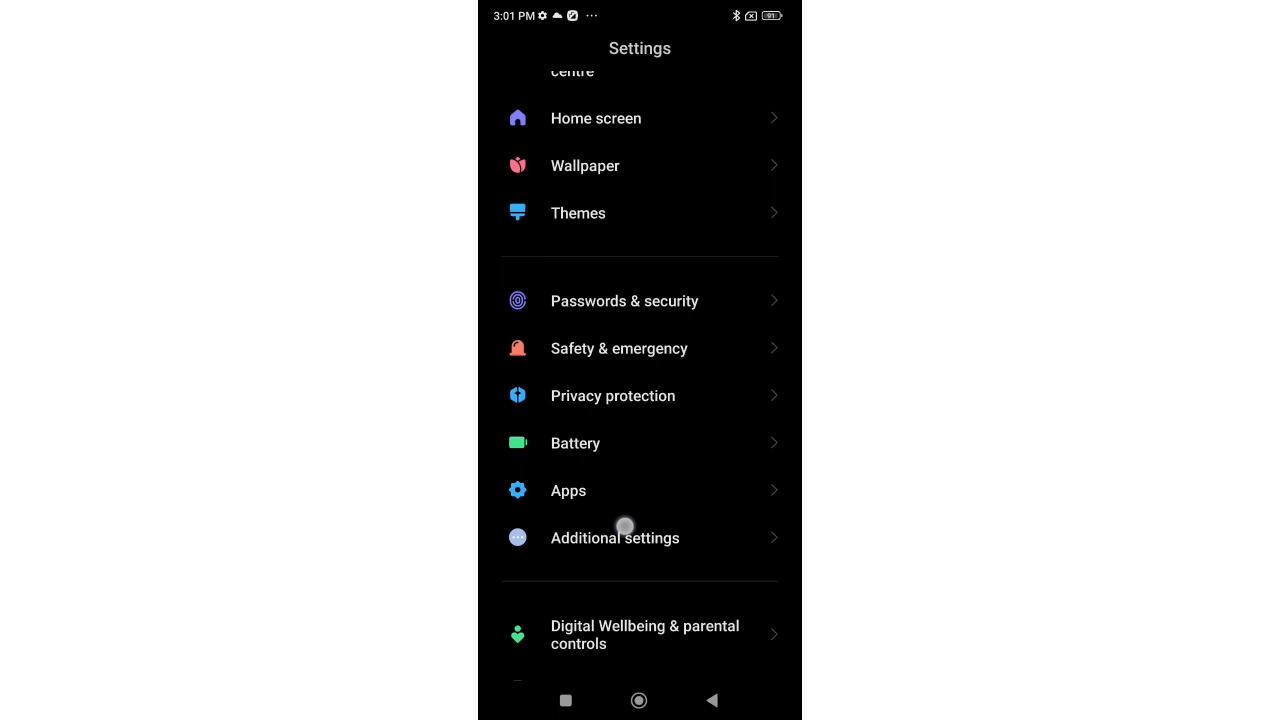 3:01 PM
91
Settings
centre
Home screen
Wallpaper
Themes
Passwords & security
Safety & emergency
Privacy protection
Battery
Apps
Additional settings
Digital Wellbeing & parental
controls